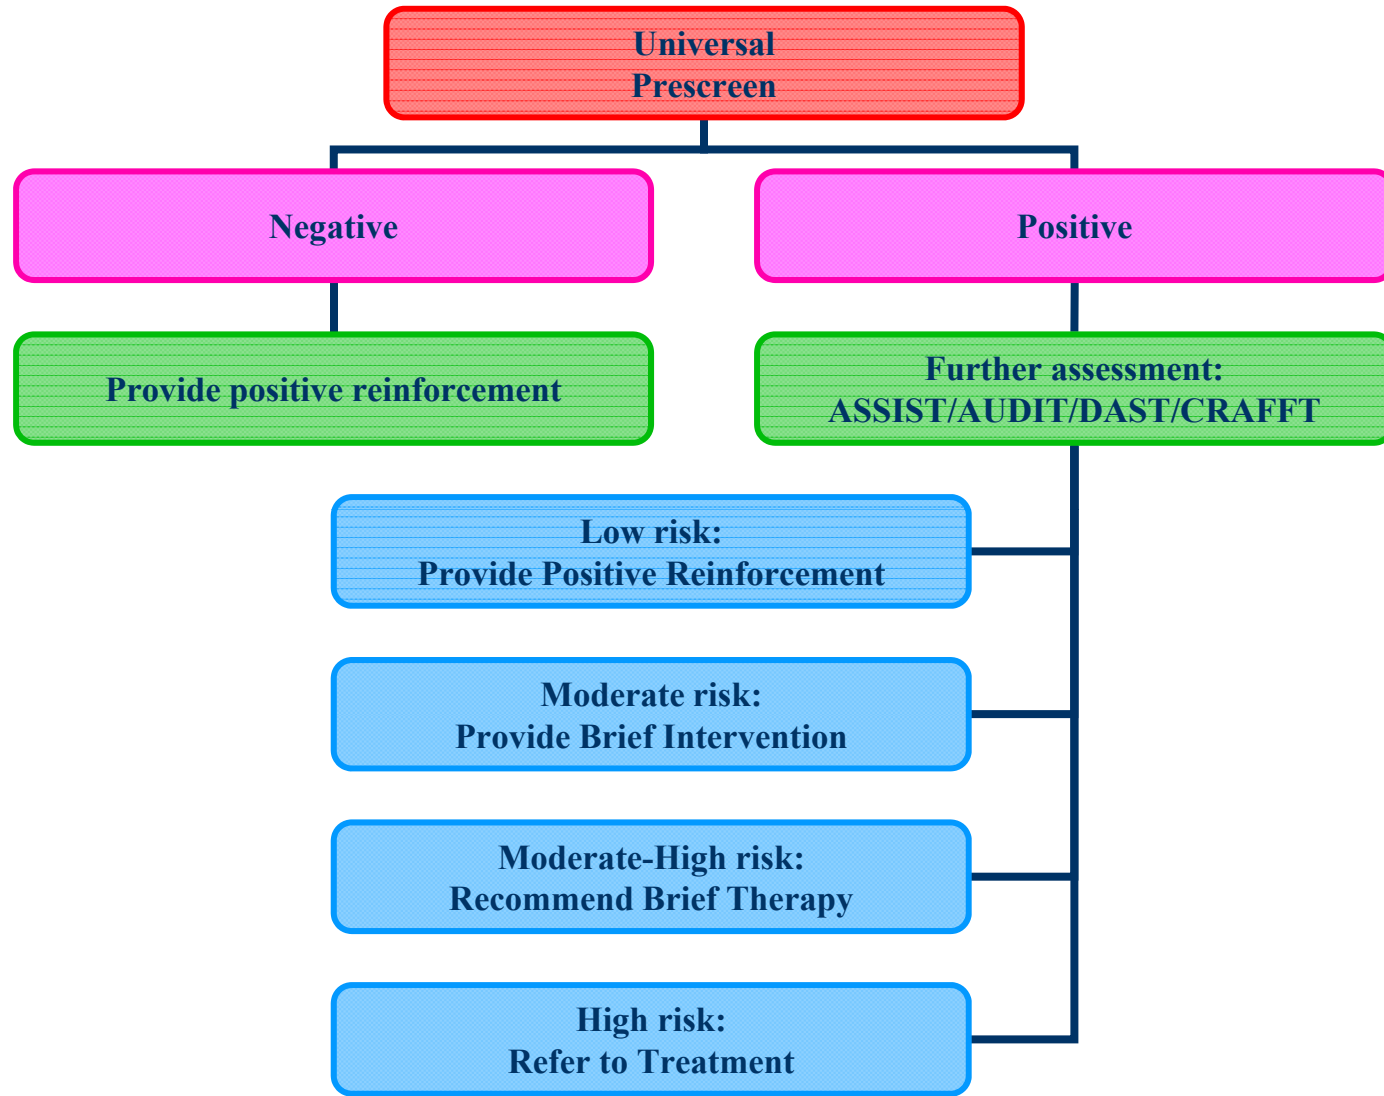 Universal
Prescreen
Negative
Positive
Provide positive reinforcement
Further assessment:
ASSIST/AUDIT/DAST/CRAFFT
Low risk:
Provide Positive Reinforcement
Moderate risk:
Provide Brief Intervention
Moderate-High risk:
Recommend Brief Therapy
High risk:
Refer to Treatment